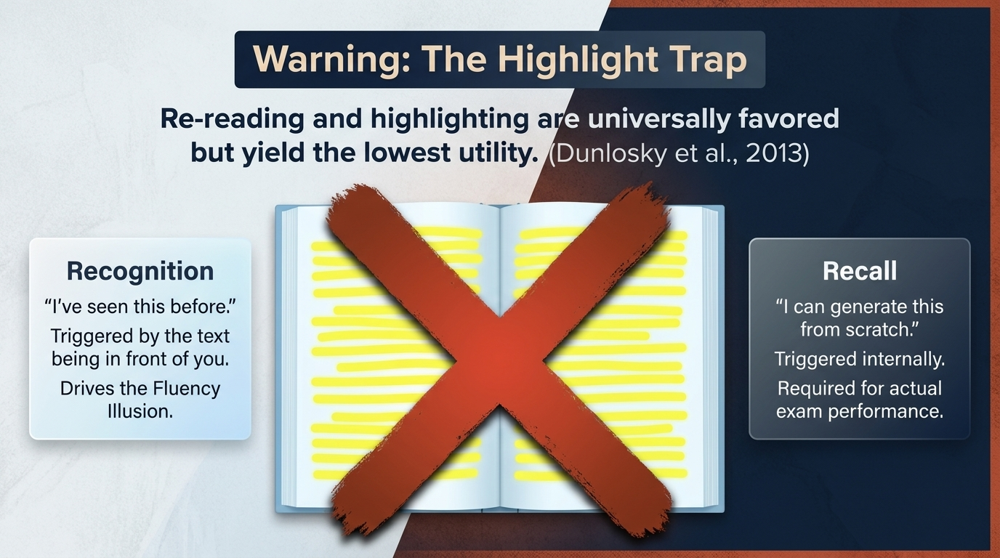 Warning: The Highlight Trap
Re-reading and highlighting are universally favored
but yield the lowest utility. (Dunlosky et al., 2013)
Recognition
“I’ve seen this before.”
Triggered by the text
being in front of you.
Drives the Fluency
Illusion.
Recall
“I can generate this
from scratch.”
Triggered internally.
Required for actual
exam performance.